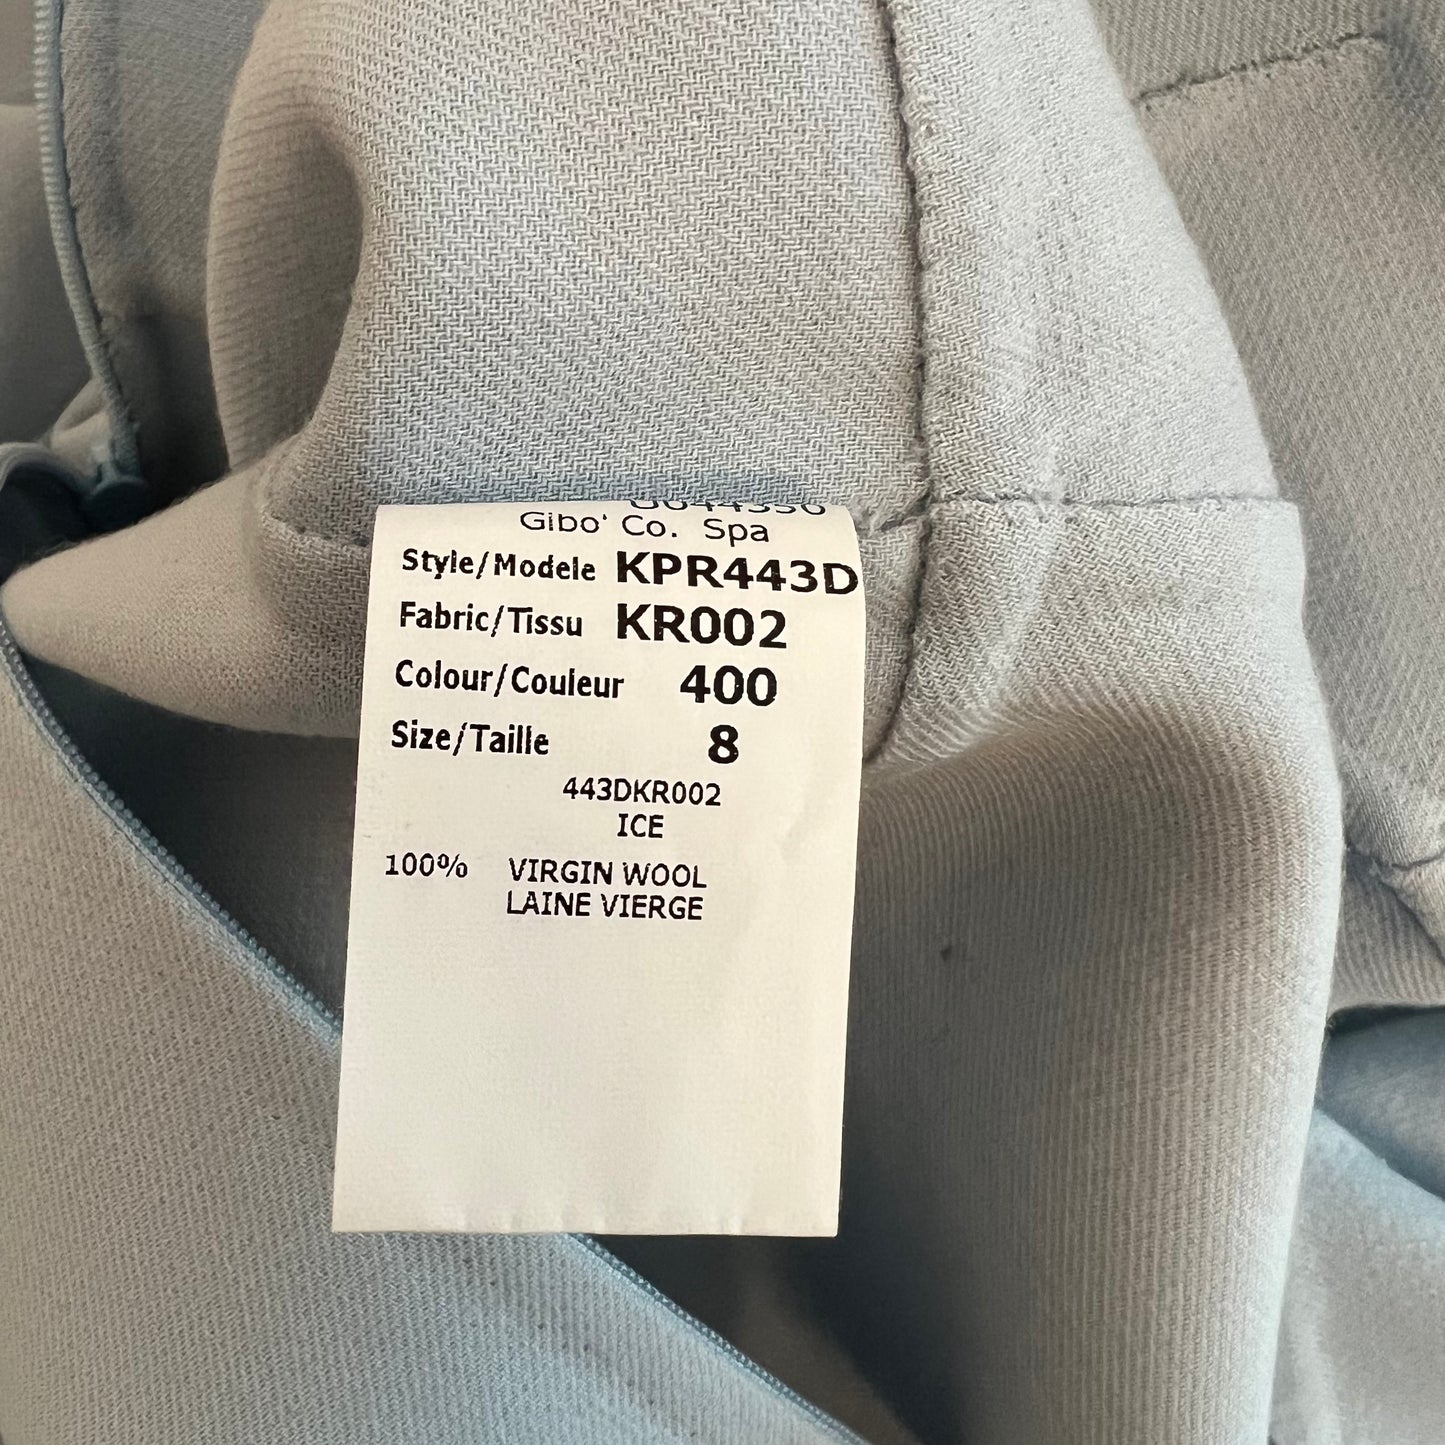 Gibo' Co. Spa
Style/Modele KPR443D
Fabric/Tissu KR002
Colour/Couleur 400
Size/Taille 8
443DKR002
ICE
100% VIRGIN WOOL
LAINE VIERGE